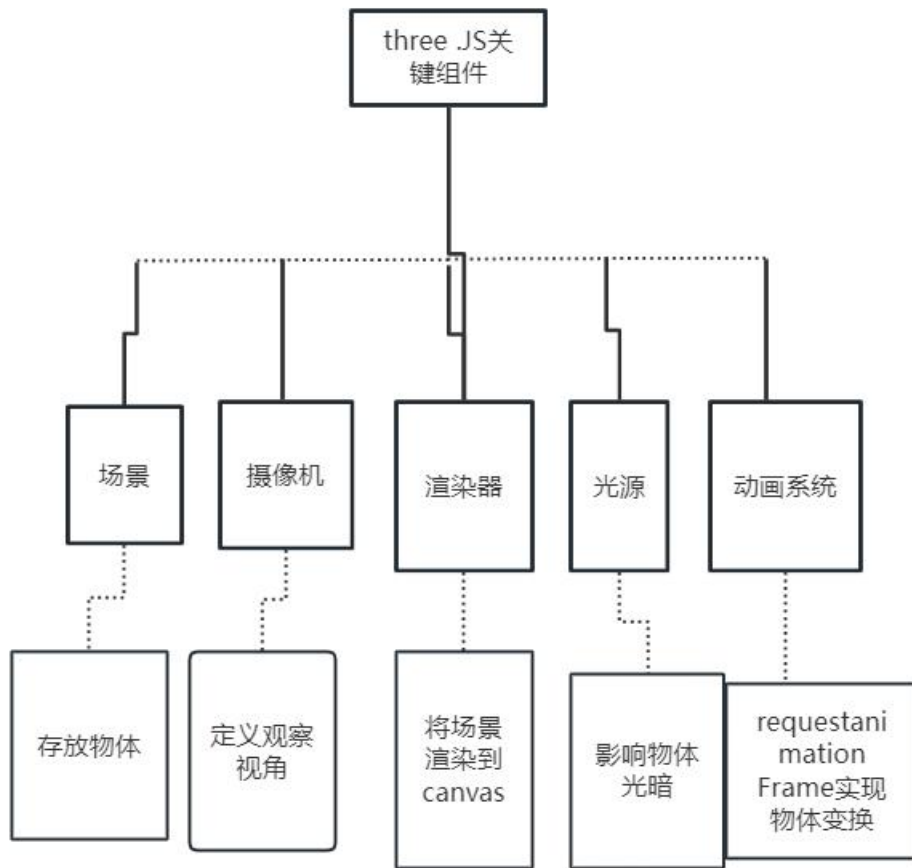 three .JS关
键组件
场景
摄像机
渲染器
光源
动画系统
存放物体
定义观察
视角
将场景
渲染到
canvas
影响物体
光暗
requestani
mation
Frame实现
物体变换